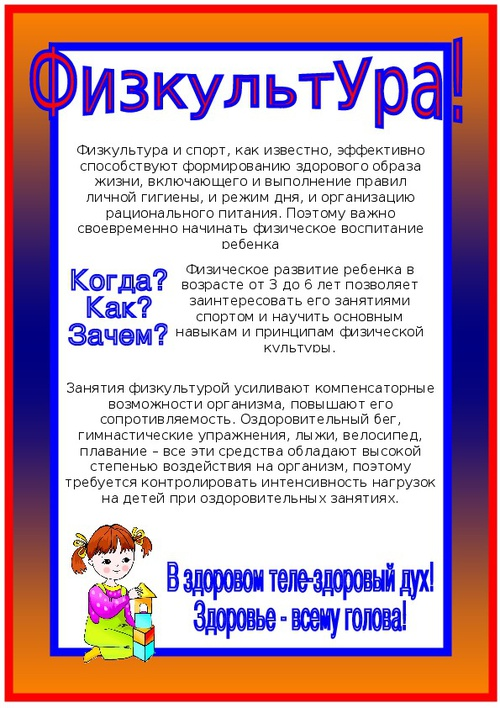 ФизкультУра!
Физкультура и спорт, как известно, эффективно
способствуют формированию здорового образа
жизни, включающего и выполнение правил
личной гигиены, и режим дня, и организацию
рационального питания. Поэтому важно
своевременно начинать физическое воспитание
ребенка
Когда?
Как?
Зачем?
Физическое развитие ребенка в
возрасте от 3 до 6 лет позволяет
заинтересовать его занятиями
спортом и научить основным
навыкам и принципам физической
культуры.
Занятия физкультурой усиливают компенсаторные
возможности организма, повышают его
сопротивляемость. Оздоровительный бег,
гимнастические упражнения, лыжи, велосипед,
плавание – все эти средства обладают высокой
степенью воздействия на организм, поэтому
требуется контролировать интенсивность нагрузок
на детей при оздоровительных занятиях.
В здоровом теле-здоровый дух!
Здоровье - всему голова!